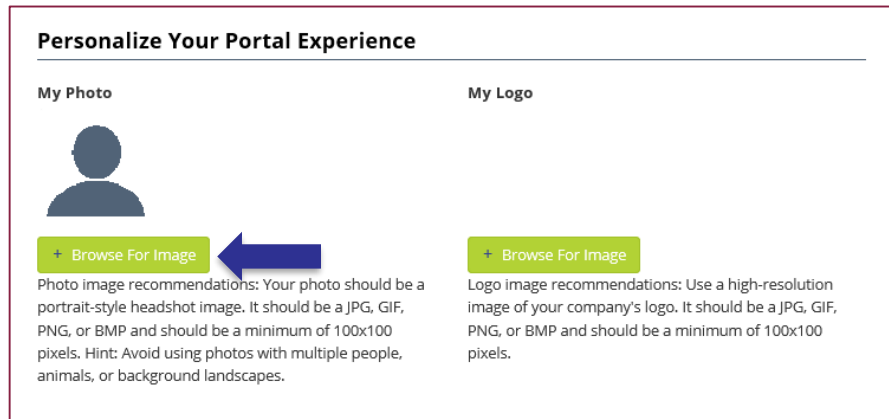 Personalize Your Portal Experience
My Photo
My Logo
+ Browse For Image
+ Browse For Image
Photo image recommendations: Your photo should be a
portrait-style headshot image. It should be a JPG, GIF,
PNG, or BMP and should be a minimum of 100x100
pixels. Hint: Avoid using photos with multiple people,
animals, or background landscapes.
Logo image recommendations: Use a high-resolution
image of your company's logo. It should be a JPG, GIF,
PNG, or BMP and should be a minimum of 100x100
pixels.